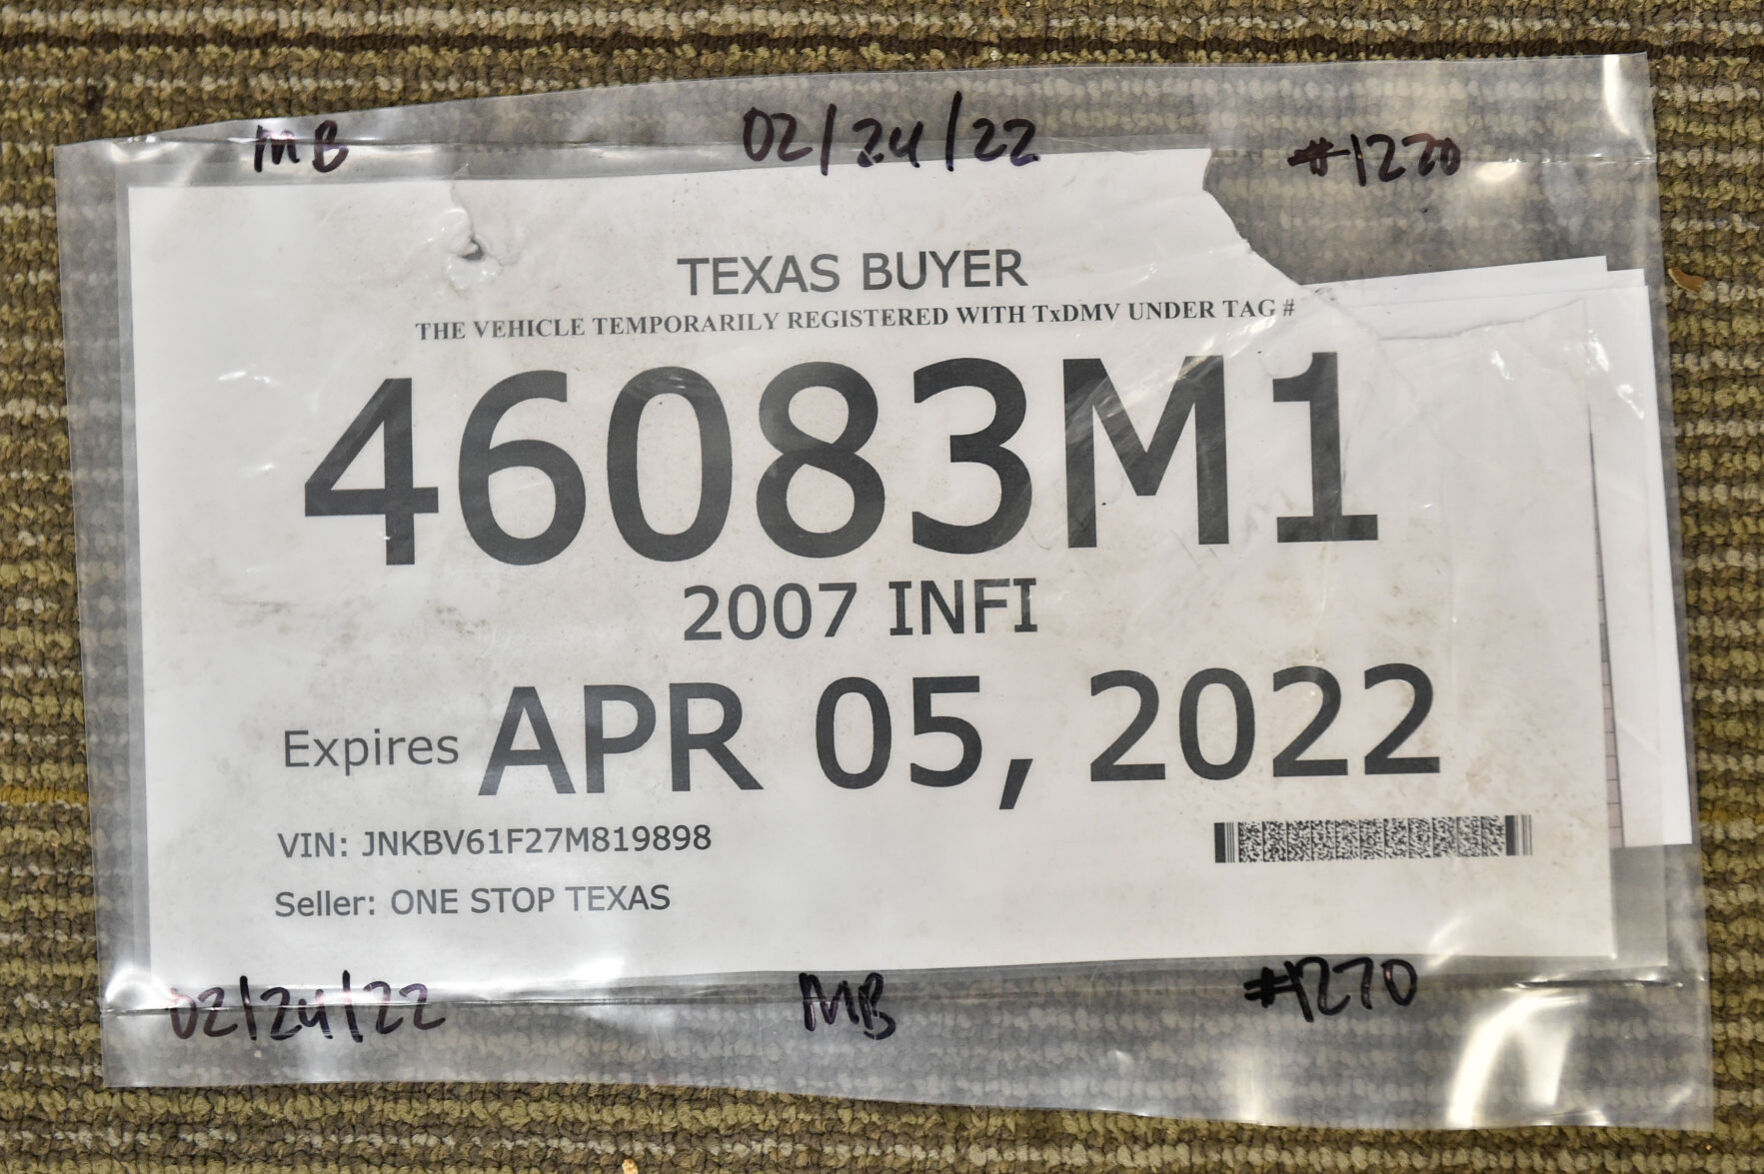 MB 02/24/22 #1270
TEXAS BUYER
THE VEHICLE TEMPORARILY REGISTERED WITH TxDMV UNDER TAG #
46083M1
2007 INFI
Expires APR 05, 2022
VIN: JNKBV61F27M819898
Seller: ONE STOP TEXAS
02/24/22 MB #1270